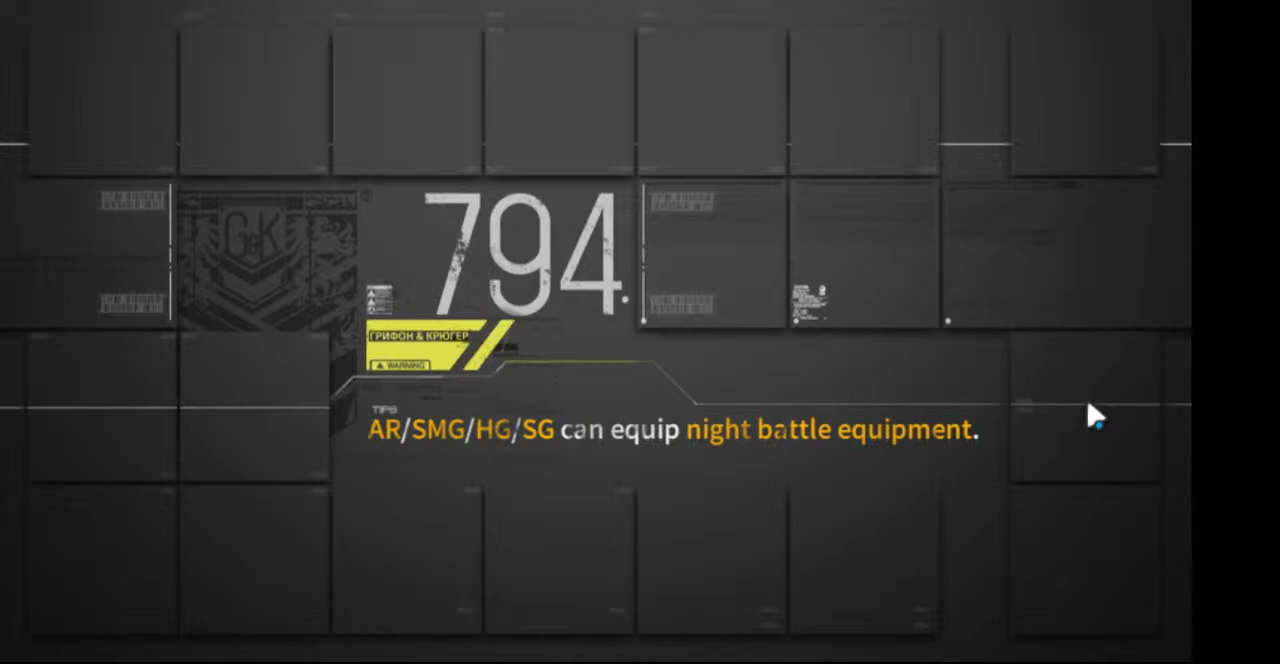 G&K
794.
ГРИФОН & КРЮГЕР
WARNING
TIPS
AR/SMG/HG/SG can equip night battle equipment.